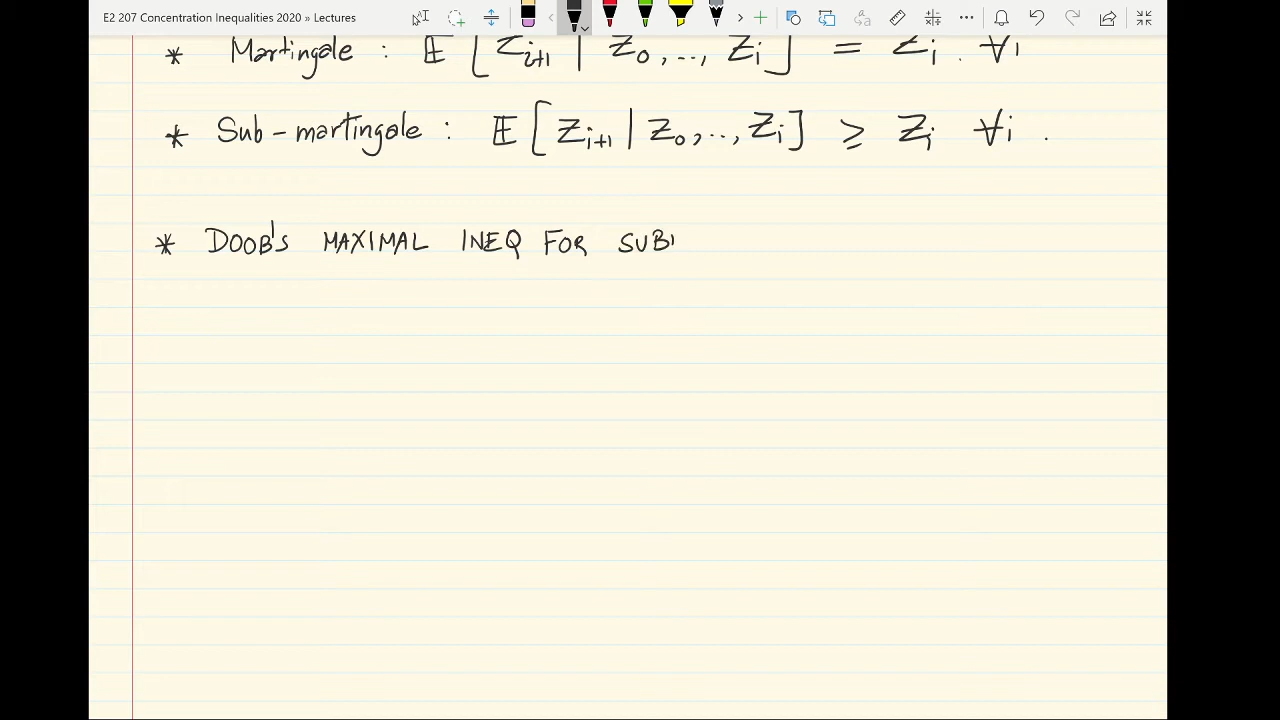 E2 207 Concentration Inequalities 2020 » Lectures
* Martingale : 𝔼 [ Z_{i+1} | Z_0, .., Z_i ] = Z_i . ∀i
* Sub-martingale : 𝔼 [ Z_{i+1} | Z_0, .., Z_i ] ≥ Z_i ∀i .
* DOOB'S MAXIMAL INEQ FOR SUB